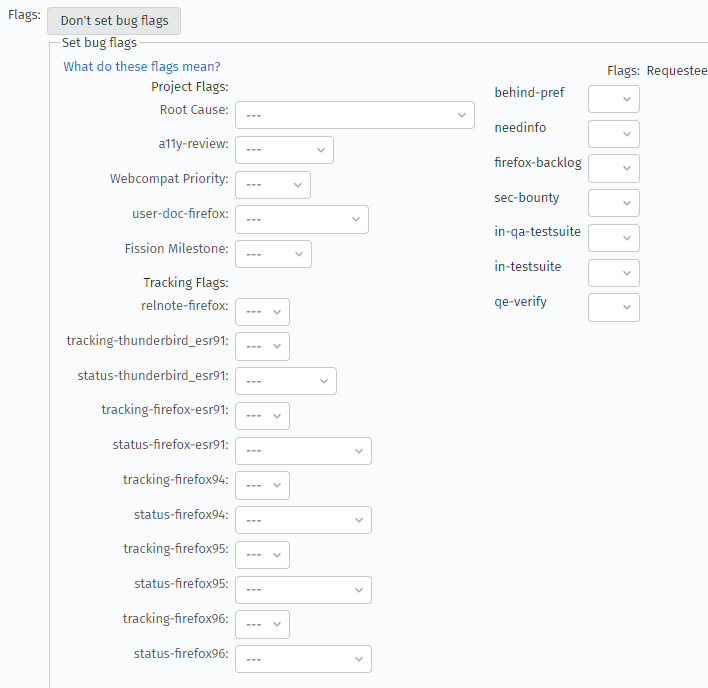 Flags: Don't set bug flags
Set bug flags
What do these flags mean?
Project Flags:
Root Cause: ---
a11y-review: ---
Webcompat Priority: ---
user-doc-firefox: ---
Fission Milestone: ---
Tracking Flags:
relnote-firefox: ---
tracking-thunderbird_esr91: ---
status-thunderbird_esr91: ---
tracking-firefox-esr91: ---
status-firefox-esr91: ---
tracking-firefox94: ---
status-firefox94: ---
tracking-firefox95: ---
status-firefox95: ---
tracking-firefox96: ---
status-firefox96: ---
Flags: Requestee
behind-pref
needinfo
firefox-backlog
sec-bounty
in-qa-testsuite
in-testsuite
qe-verify